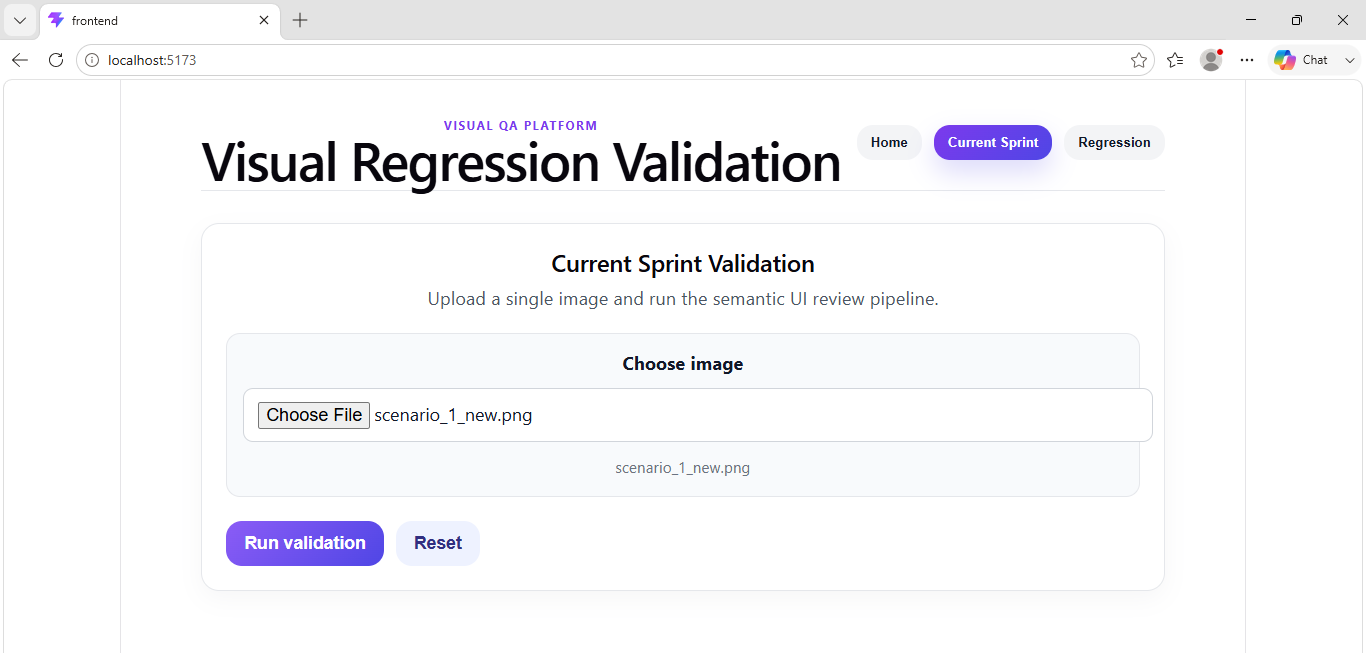 frontend
localhost:5173
Chat
VISUAL QA PLATFORM
Visual Regression Validation
Home
Current Sprint
Regression
Current Sprint Validation
Upload a single image and run the semantic UI review pipeline.
Choose image
Choose File scenario_1_new.png
scenario_1_new.png
Run validation
Reset